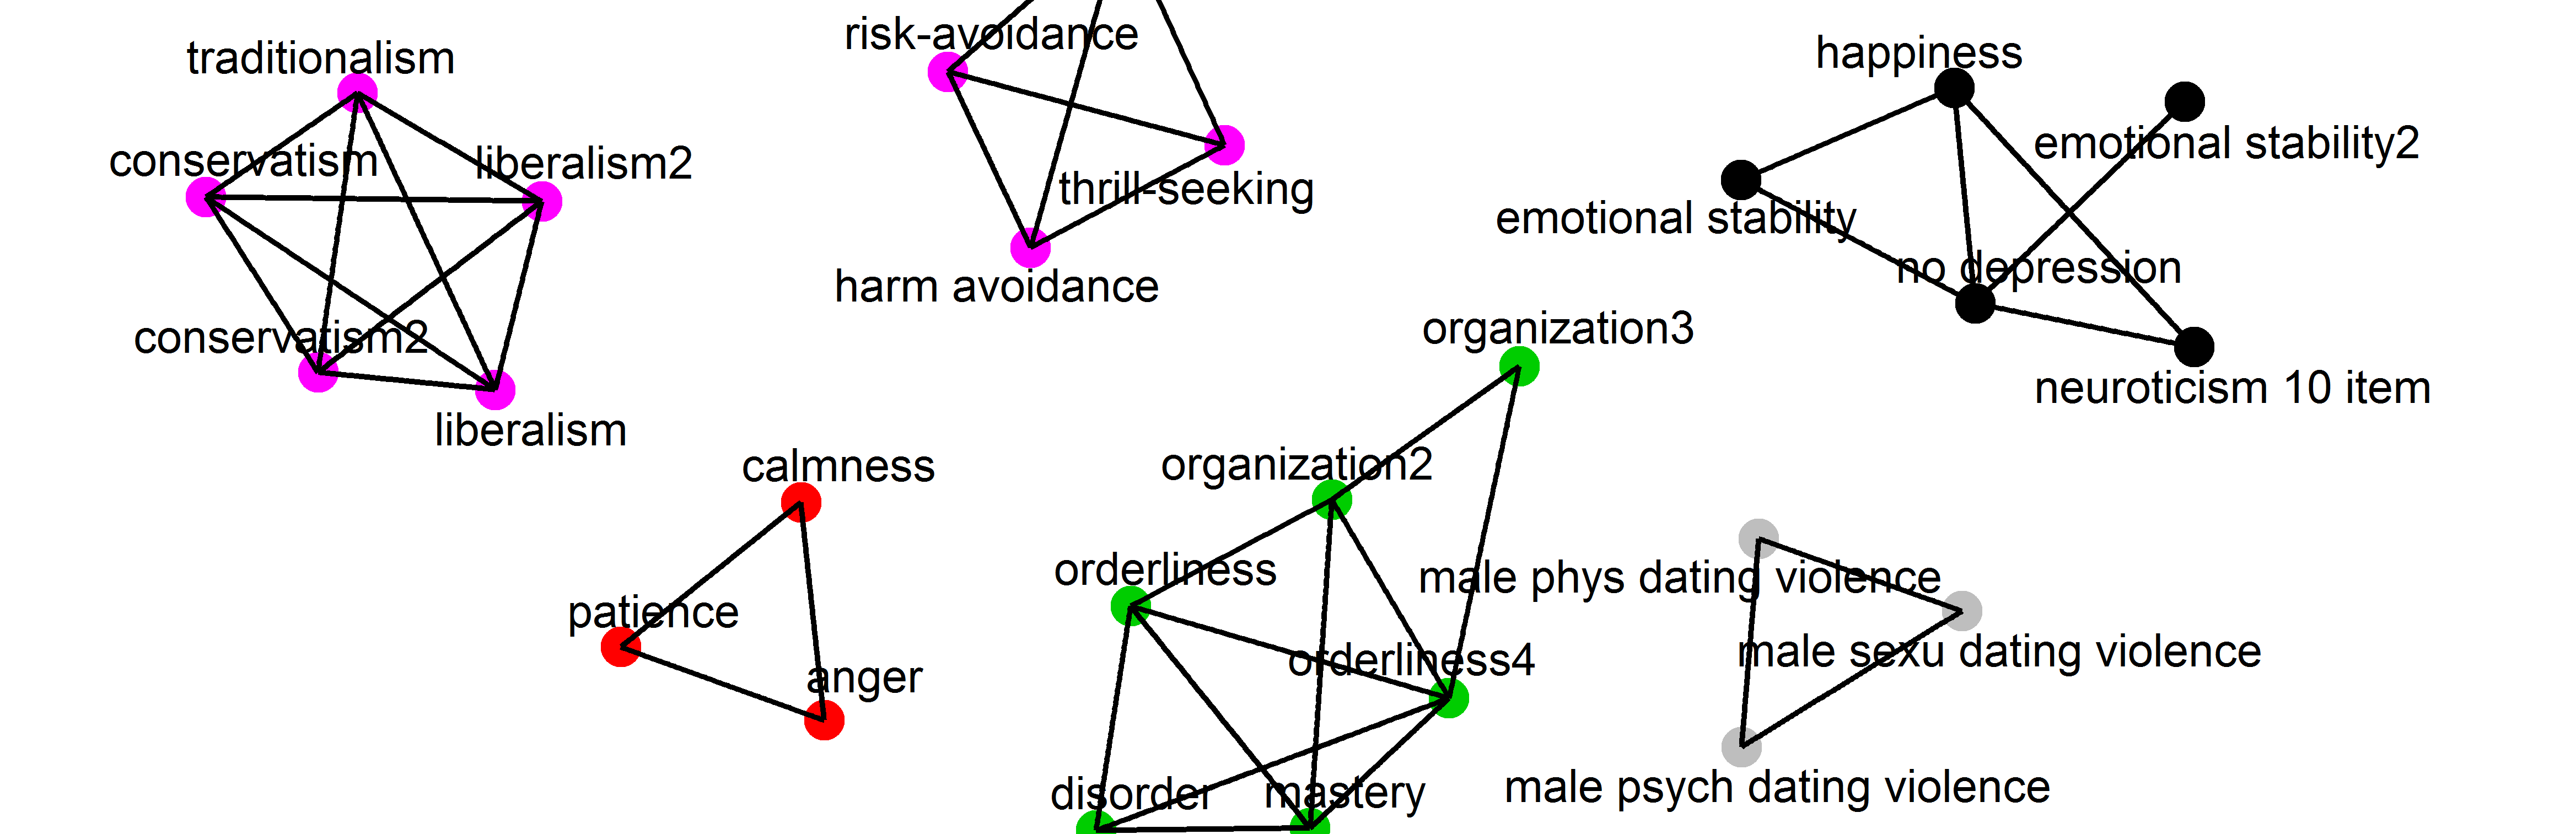 traditionalism
conservatism
liberalism2
conservatism2
liberalism
risk-avoidance
thrill-seeking
harm avoidance
happiness
emotional stability2
emotional stability
no depression
neuroticism 10 item
calmness
patience
anger
organization3
organization2
orderliness
orderliness4
disorder
mastery
male phys dating violence
male sexu dating violence
male psych dating violence